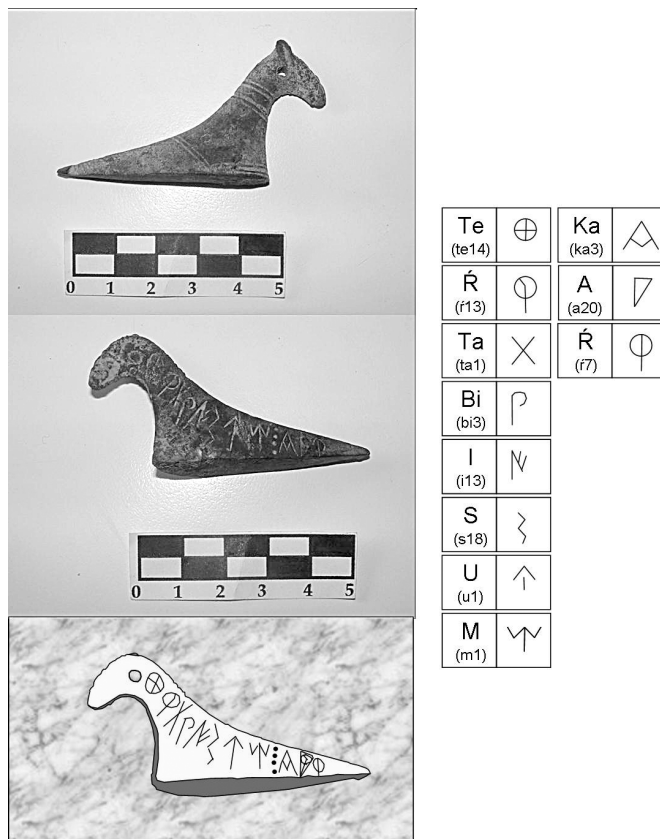 0 1 2 3 4 5
0 1 2 3 4 5
Te
(te14)
Ŕ
(ŕ13)
Ta
(ta1)
Bi
(bi3)
I
(i13)
S
(s18)
U
(u1)
M
(m1)
Ka
(ka3)
A
(a20)
Ŕ
(ŕ7)